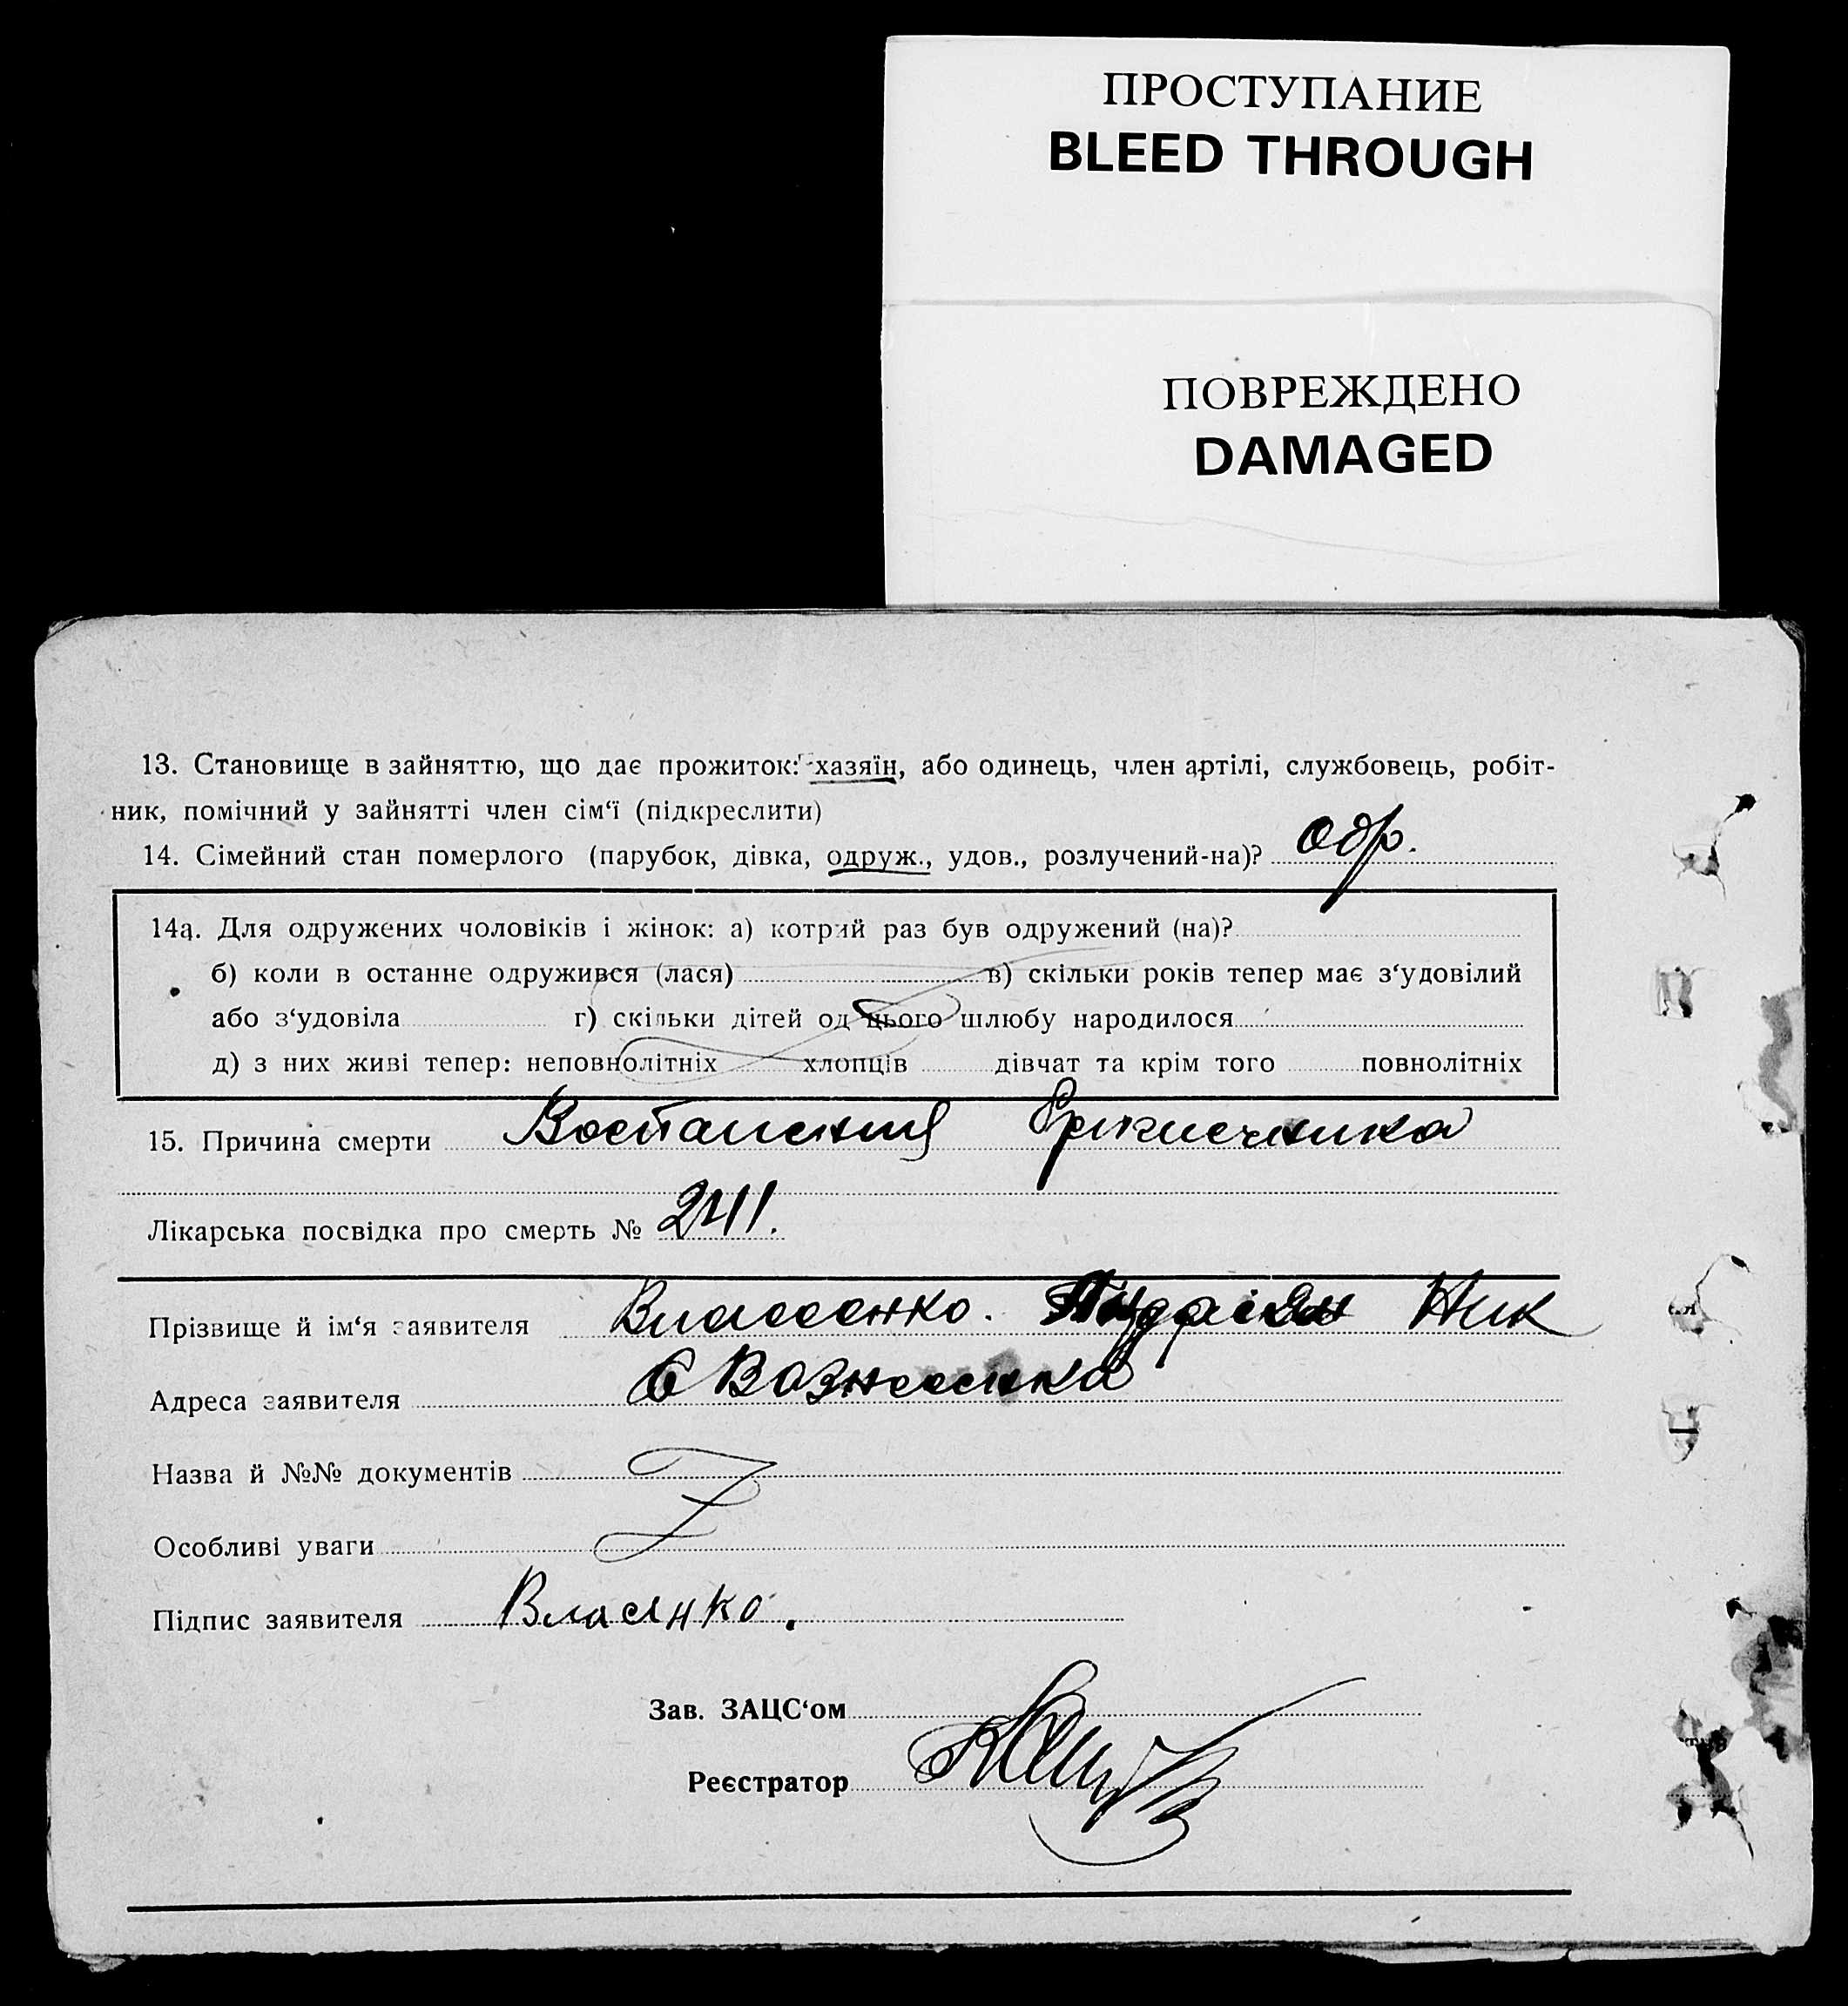 ПРОСТУПАНИЕ
BLEED THROUGH
ПОВРЕЖДЕНО
DAMAGED
13. Становище в зайняттю, що дає прожиток: хазяїн, або одинець, член артілі, службовець, робіт-
ник, помічний у зайнятті член сім‘ї (підкреслити)
14. Сімейний стан померлого (парубок, дівка, одруж., удов., розлучений-на)? Одр.
14а. Для одружених чоловіків і жінок: а) котрий раз був одружений (на)?
б) коли в останне одружився (лася) в) скільки років тепер має з‘удовілий
або з‘удовіла г) скільки дітей од цього шлюбу народилося
д) з них живі тепер: неповнолітніх хлопців дівчат та крім того повнолітніх
15. Причина смерти
Лікарська посвідка про смерть № 2411.
Прізвище й ім‘я заявителя Власенко. Ник
Адреса заявителя С Вознесенка
Назва й №№ документів
Особливі уваги
Підпис заявителя Власянко.
Зав. ЗАЦС‘ом
Реєстратор